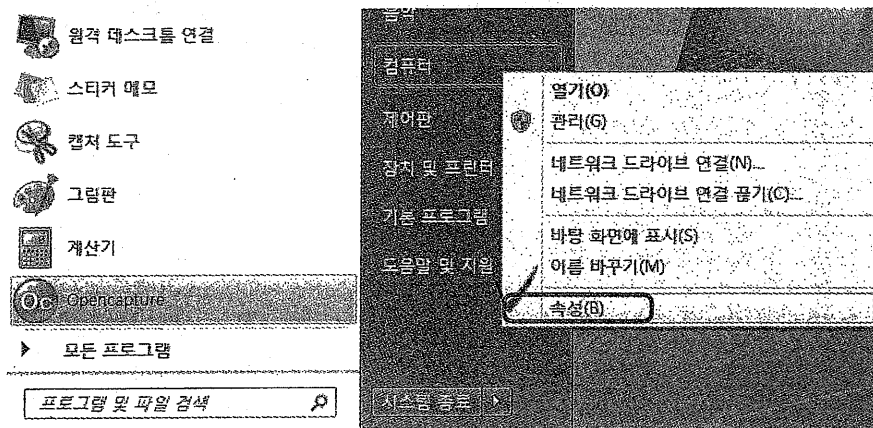 원격 데스크톱 연결
스티커 메모
캡처 도구
그림판
계산기
Opencapture
모든 프로그램
프로그램 및 파일 검색
음악
컴퓨터
제어판
장치 및 프린터
기본 프로그램
도움말 및 지원
시스템 종료
열기(O)
관리(G)
네트워크 드라이브 연결(N)...
네트워크 드라이브 연결 끊기(C)...
바탕 화면에 표시(S)
이름 바꾸기(M)
속성(R)